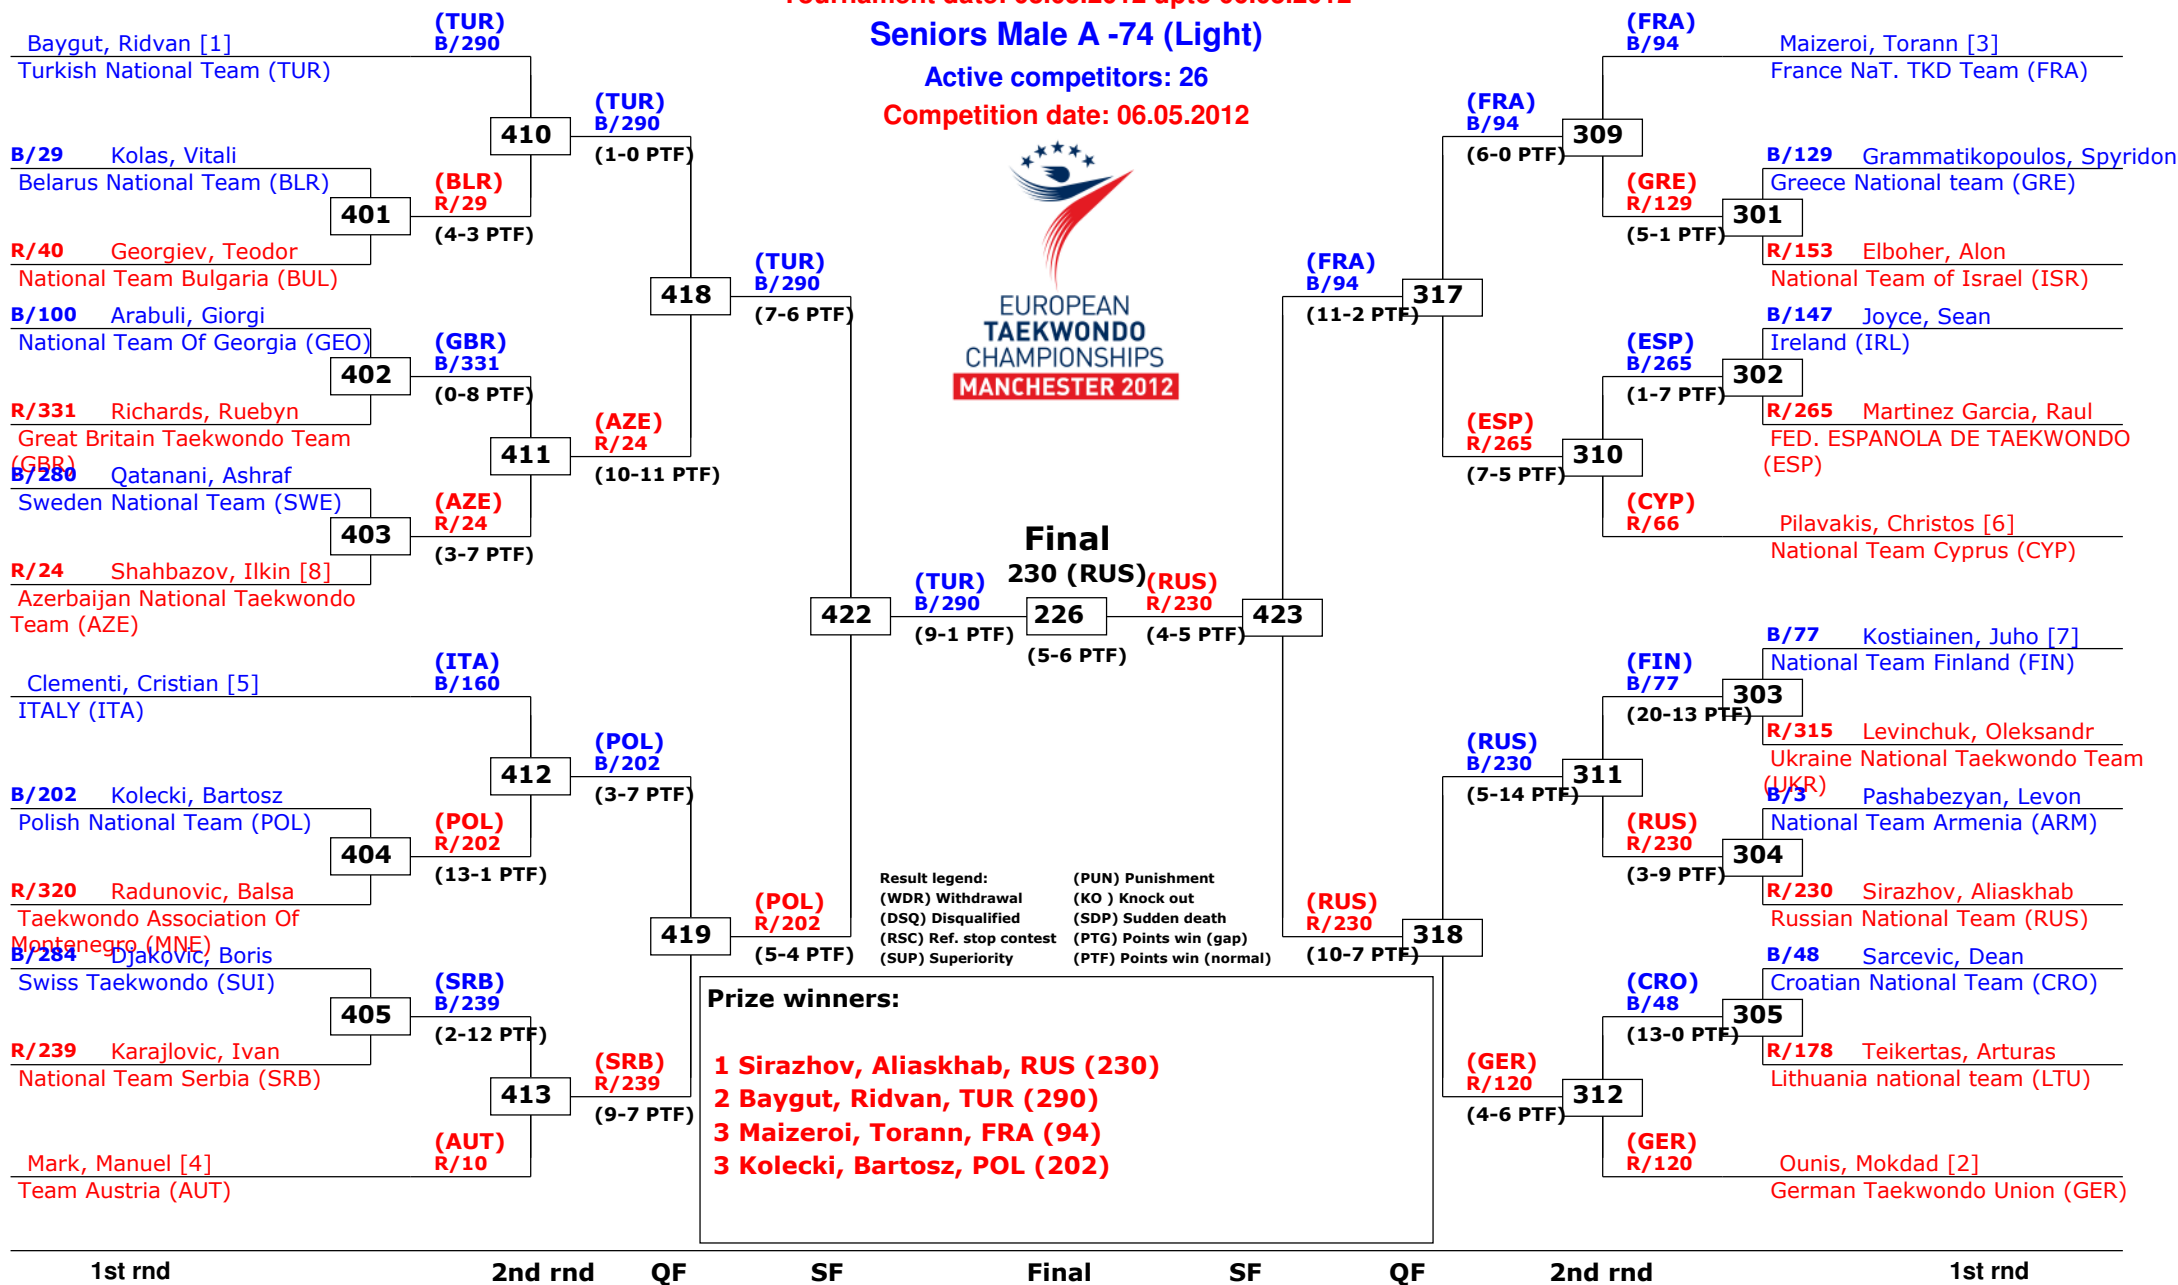 Tournament date: 03.05.2012 upto 06.05.2012
Seniors Male A -74 (Light)
Active competitors: 26
Competition date: 06.05.2012
EUROPEAN
TAEKWONDO
CHAMPIONSHIPS
MANCHESTER 2012
Baygut, Ridvan [1]
Turkish National Team (TUR)
(TUR)
B/290
B/29 Kolas, Vitali
Belarus National Team (BLR)
401
R/40 Georgiev, Teodor
National Team Bulgaria (BUL)
(BLR)
R/29
(4-3 PTF)
410
(TUR)
B/290
(1-0 PTF)
B/100 Arabuli, Giorgi
National Team Of Georgia (GEO)
402
R/331 Richards, Ruebyn
Great Britain Taekwondo Team
(GBR)
(GBR)
B/331
(0-8 PTF)
B/280 Qatanani, Ashraf
Sweden National Team (SWE)
403
R/24 Shahbazov, Ilkin [8]
Azerbaijan National Taekwondo
Team (AZE)
(AZE)
R/24
(3-7 PTF)
411
(AZE)
R/24
(10-11 PTF)
418
(TUR)
B/290
(7-6 PTF)
Clementi, Cristian [5]
ITALY (ITA)
(ITA)
B/160
B/202 Kolecki, Bartosz
Polish National Team (POL)
404
R/320 Radunovic, Balsa
Taekwondo Association Of
Montenegro (MNE)
(POL)
R/202
(13-1 PTF)
412
(POL)
B/202
(3-7 PTF)
B/284 Djakovic, Boris
Swiss Taekwondo (SUI)
405
R/239 Karajlovic, Ivan
National Team Serbia (SRB)
(SRB)
B/239
(2-12 PTF)
Mark, Manuel [4]
Team Austria (AUT)
(AUT)
R/10
413
(SRB)
R/239
(9-7 PTF)
419
(POL)
R/202
(5-4 PTF)
422
(TUR)
B/290
(9-1 PTF)
Final
230 (RUS)
226
(5-6 PTF)
(RUS)
R/230
(4-5 PTF)
423
(FRA)
B/94
(11-2 PTF)
317
(FRA)
B/94
(6-0 PTF)
309
(FRA)
B/94
Maizeroi, Torann [3]
France NaT. TKD Team (FRA)
(GRE)
R/129
(5-1 PTF)
301
B/129 Grammatikopoulos, Spyridon
Greece National team (GRE)
R/153 Elboher, Alon
National Team of Israel (ISR)
(ESP)
R/265
(7-5 PTF)
310
(ESP)
B/265
(1-7 PTF)
302
B/147 Joyce, Sean
Ireland (IRL)
R/265 Martinez Garcia, Raul
FED. ESPANOLA DE TAEKWONDO
(ESP)
(CYP)
R/66
Pilavakis, Christos [6]
National Team Cyprus (CYP)
(RUS)
R/230
(10-7 PTF)
318
(RUS)
B/230
(5-14 PTF)
311
(FIN)
B/77
(20-13 PTF)
303
B/77 Kostiainen, Juho [7]
National Team Finland (FIN)
R/315 Levinchuk, Oleksandr
Ukraine National Taekwondo Team
(UKR)
(RUS)
R/230
(3-9 PTF)
304
B/3 Pashabezyan, Levon
National Team Armenia (ARM)
R/230 Sirazhov, Aliaskhab
Russian National Team (RUS)
(GER)
R/120
(4-6 PTF)
312
(CRO)
B/48
(13-0 PTF)
305
B/48 Sarcevic, Dean
Croatian National Team (CRO)
R/178 Teikertas, Arturas
Lithuania national team (LTU)
(GER)
R/120
Ounis, Mokdad [2]
German Taekwondo Union (GER)
Result legend: (PUN) Punishment
(WDR) Withdrawal (KO ) Knock out
(DSQ) Disqualified (SDP) Sudden death
(RSC) Ref. stop contest (PTG) Points win (gap)
(SUP) Superiority (PTF) Points win (normal)
Prize winners:
1 Sirazhov, Aliaskhab, RUS (230)
2 Baygut, Ridvan, TUR (290)
3 Maizeroi, Torann, FRA (94)
3 Kolecki, Bartosz, POL (202)
1st rnd 2nd rnd QF SF Final SF QF 2nd rnd 1st rnd